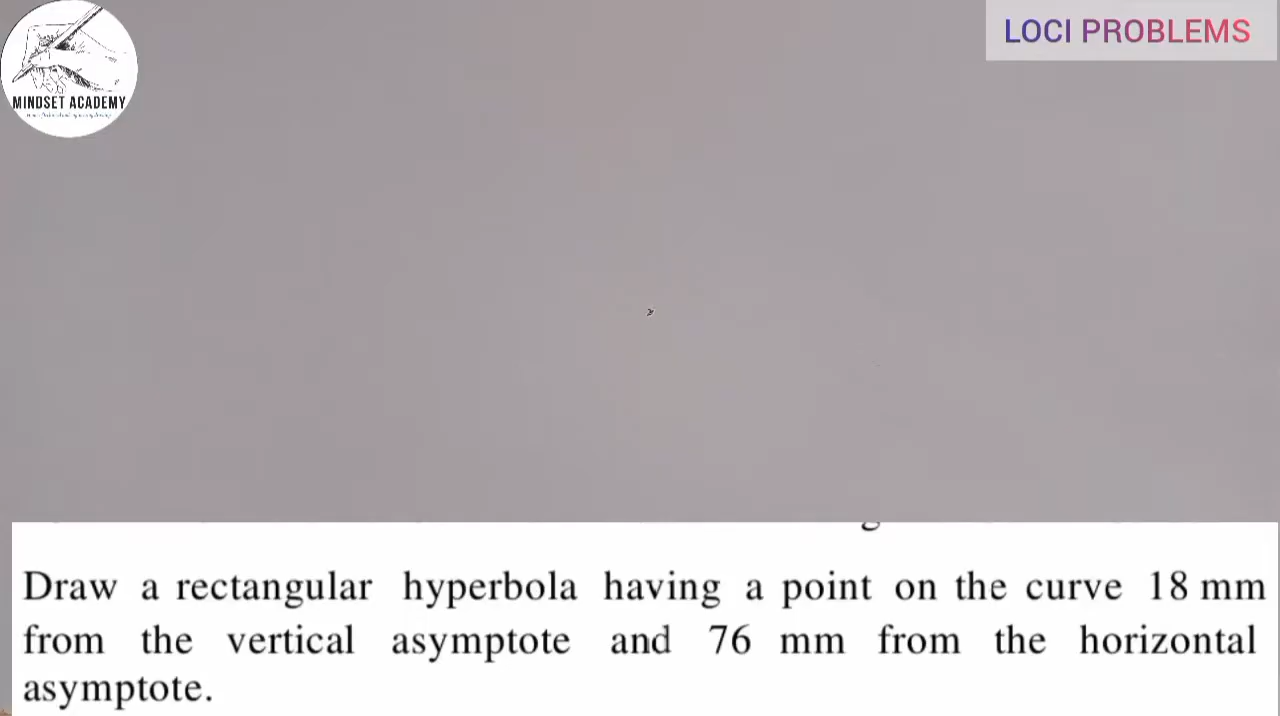 LOCI PROBLEMS
MINDSET ACADEMY
Draw a rectangular hyperbola having a point on the curve 18 mm
from the vertical asymptote and 76 mm from the horizontal
asymptote.